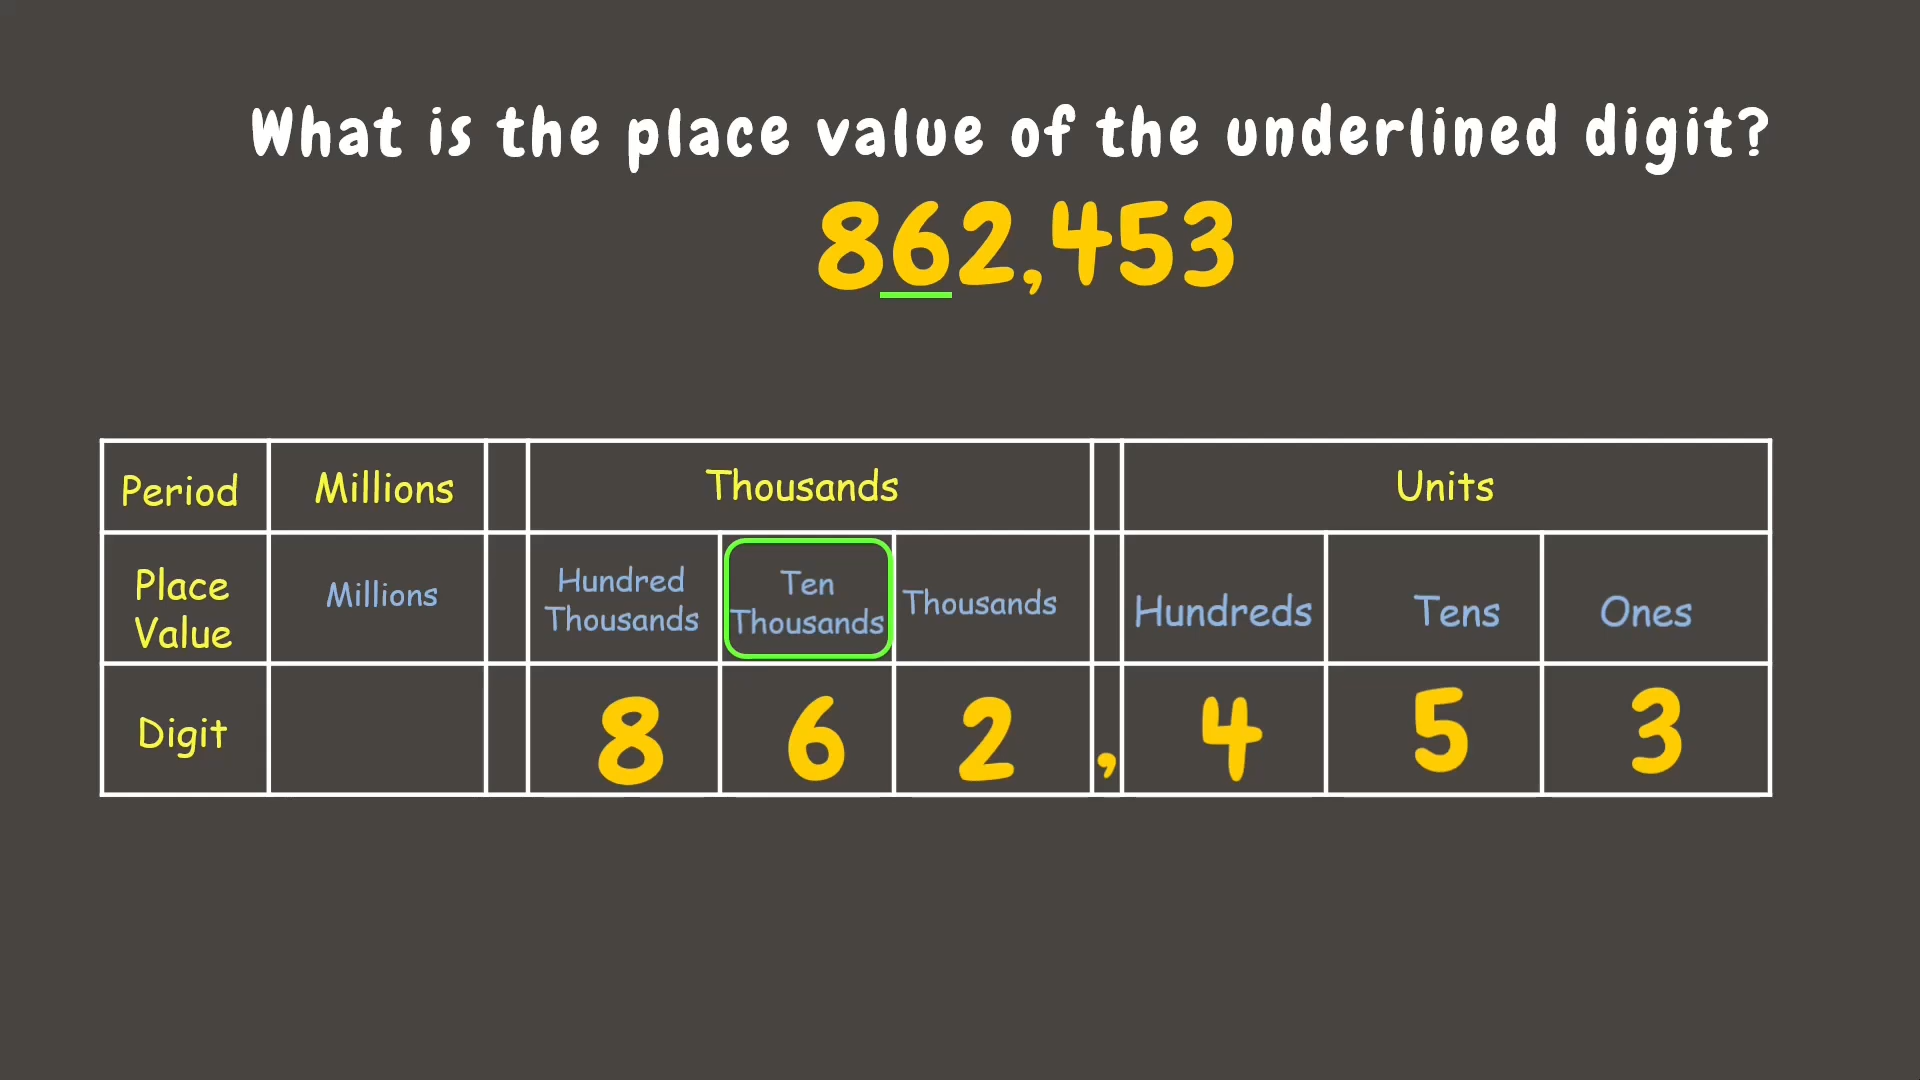 What is the place value of the underlined digit?
862,453
Period Millions Thousands Units
Place Value Millions Hundred Thousands Ten Thousands Thousands Hundreds Tens Ones
Digit 8 6 2 , 4 5 3